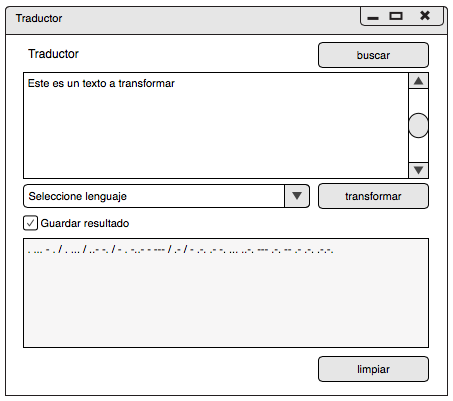 Traductor
Traductor
buscar
Este es un texto a transformar
Seleccione lenguaje
transformar
Guardar resultado
. ... - . / . ... / ..- -. / - . -..- - --- / .- / - .-. .- -. ... ..-. --- .-. -- .- .-. .-.-.
limpiar